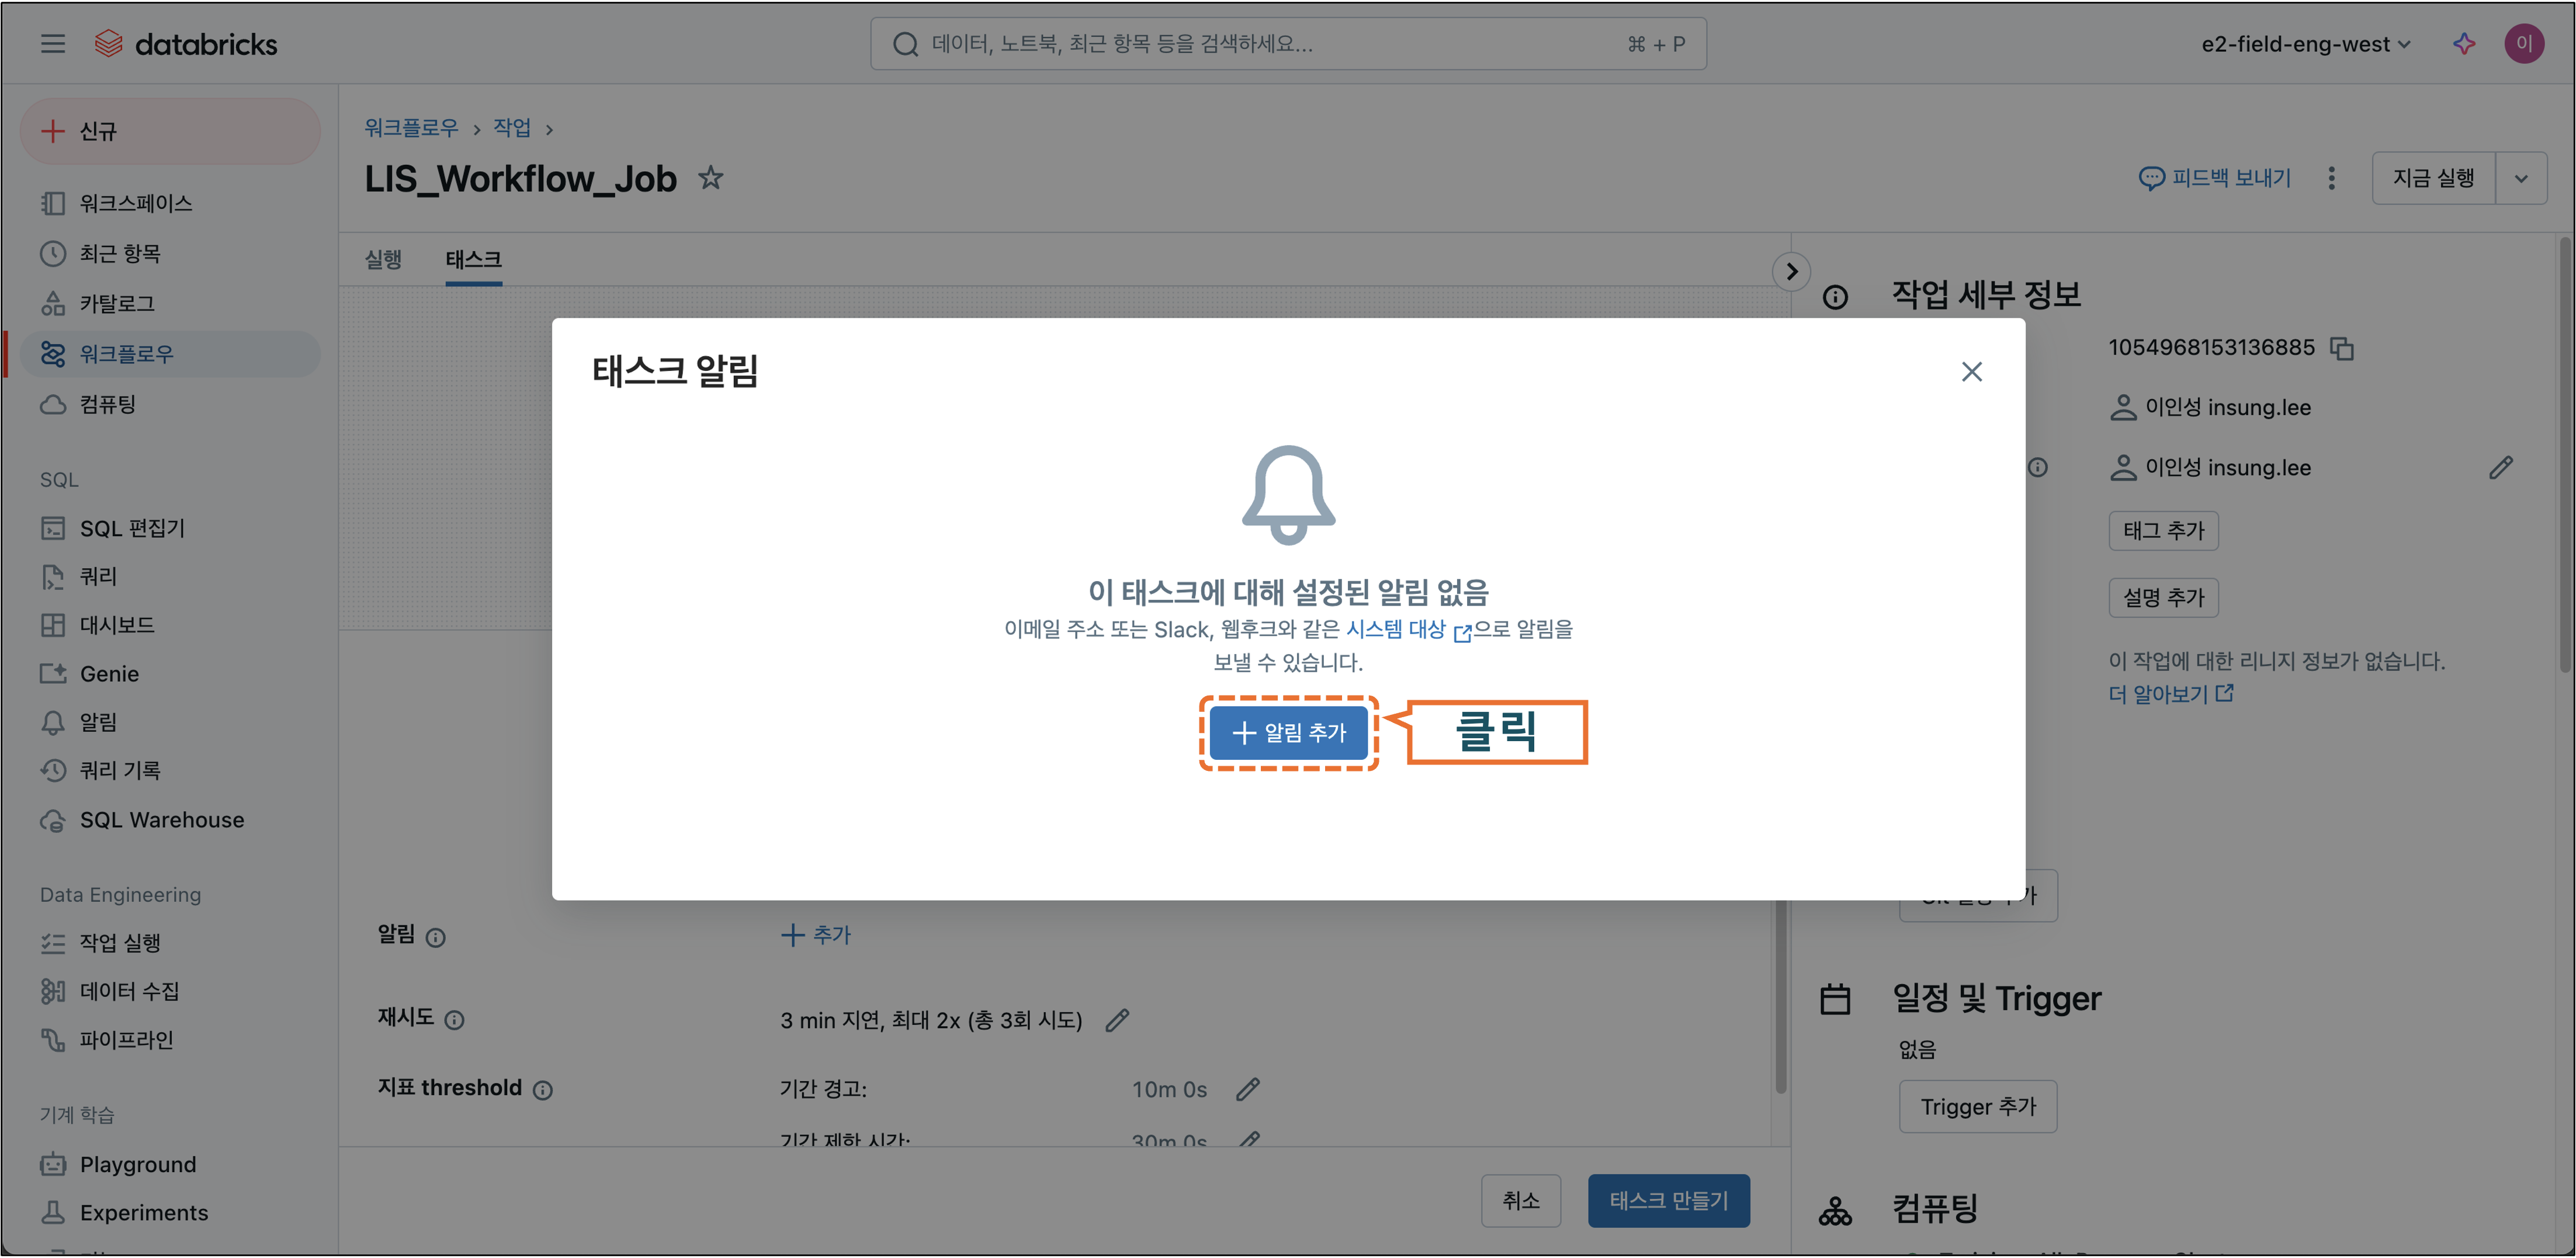 databricks
데이터, 노트북, 최근 항목 등을 검색하세요...
⌘ + P
e2-field-eng-west
이
신규
워크스페이스
최근 항목
카탈로그
워크플로우
컴퓨팅
SQL
SQL 편집기
쿼리
대시보드
Genie
알림
쿼리 기록
SQL Warehouse
Data Engineering
작업 실행
데이터 수집
파이프라인
기계 학습
Playground
Experiments
워크플로우 > 작업 >
LIS_Workflow_Job
피드백 보내기
지금 실행
실행 태스크
태스크 알림
이 태스크에 대해 설정된 알림 없음
이메일 주소 또는 Slack, 웹후크와 같은 시스템 대상 으로 알림을
보낼 수 있습니다.
알림 추가
클릭
알림
추가
재시도
3 min 지연, 최대 2x (총 3회 시도)
지표 threshold
기간 경고:
10m 0s
기간 제한 시간:
30m 0s
취소
태스크 만들기
작업 세부 정보
1054968153136885
이인성 insung.lee
이인성 insung.lee
태그 추가
설명 추가
이 작업에 대한 리니지 정보가 없습니다.
더 알아보기
일정 및 Trigger
없음
Trigger 추가
컴퓨팅